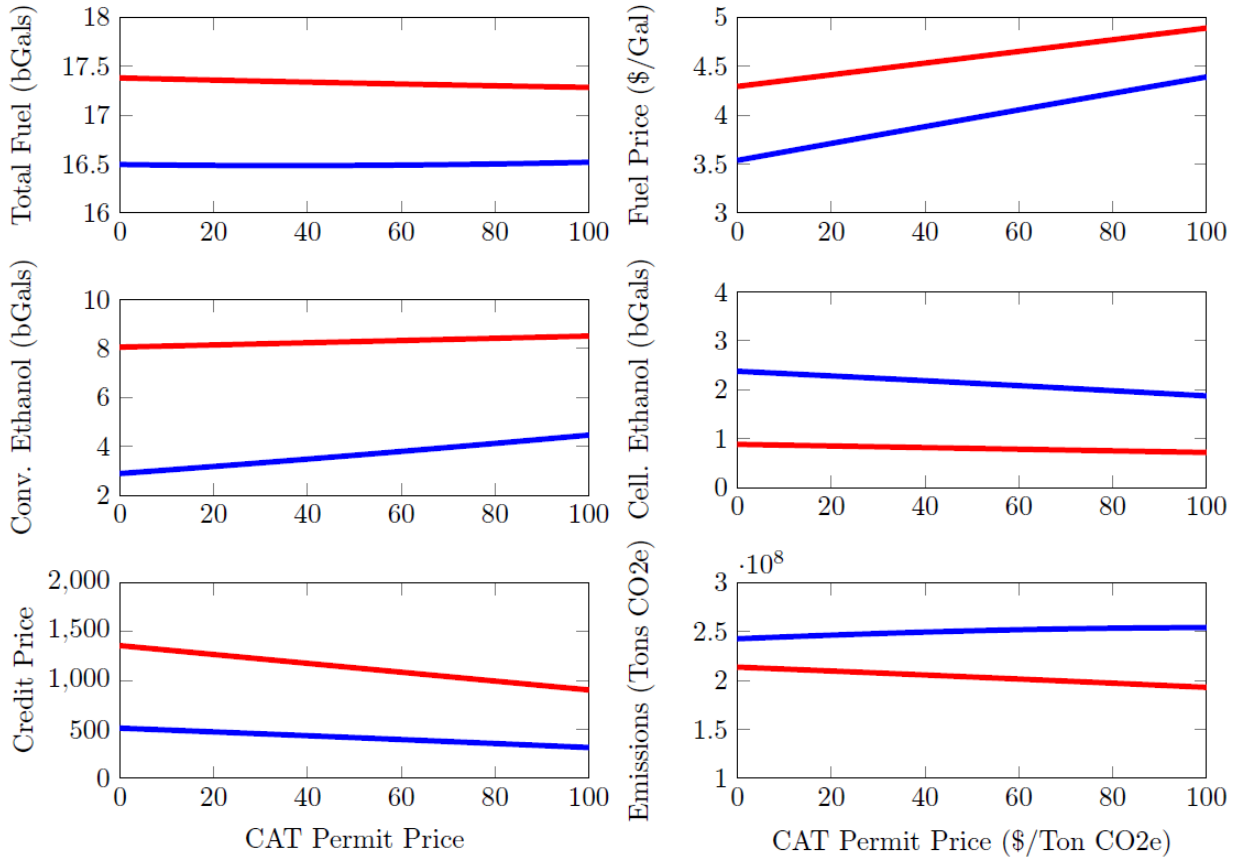 Total Fuel (bGals)
18
17.5
17
16.5
16
0 20 40 60 80 100
Fuel Price ($/Gal)
5
4.5
4
3.5
3
0 20 40 60 80 100
Conv. Ethanol (bGals)
10
8
6
4
2
0 20 40 60 80 100
Cell. Ethanol (bGals)
4
3
2
1
0
0 20 40 60 80 100
Credit Price
2,000
1,500
1,000
500
0
0 20 40 60 80 100
CAT Permit Price
Emissions (Tons CO2e)
·10^8
3
2.5
2
1.5
1
0 20 40 60 80 100
CAT Permit Price ($/Ton CO2e)